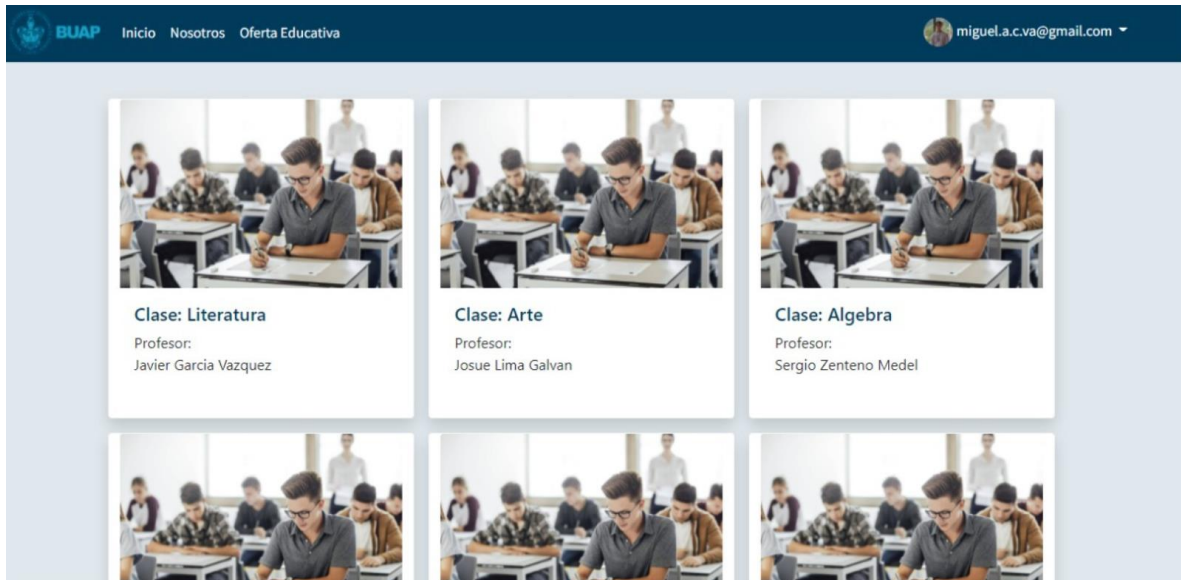 BUAP Inicio Nosotros Oferta Educativa miguel.a.c.va@gmail.com
Clase: Literatura
Profesor:
Javier Garcia Vazquez
Clase: Arte
Profesor:
Josue Lima Galvan
Clase: Algebra
Profesor:
Sergio Zenteno Medel